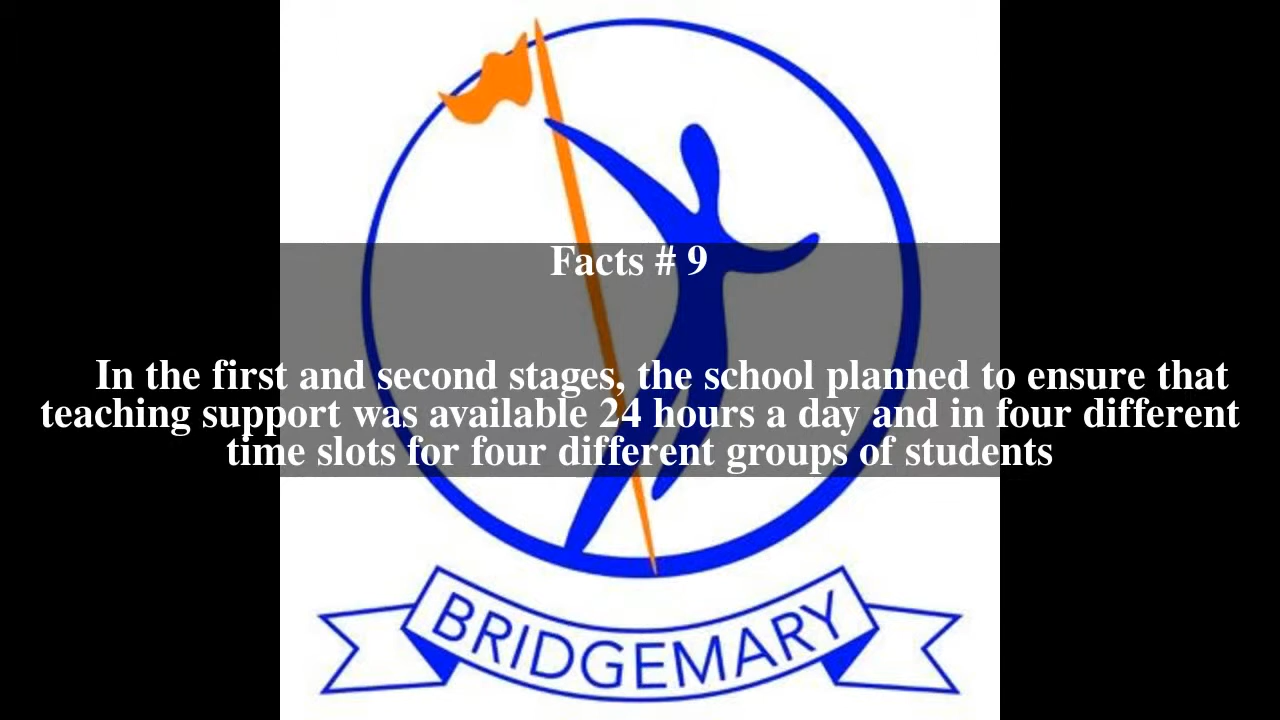 Facts # 9
In the first and second stages, the school planned to ensure that
teaching support was available 24 hours a day and in four different
time slots for four different groups of students
BRIDGEMARY